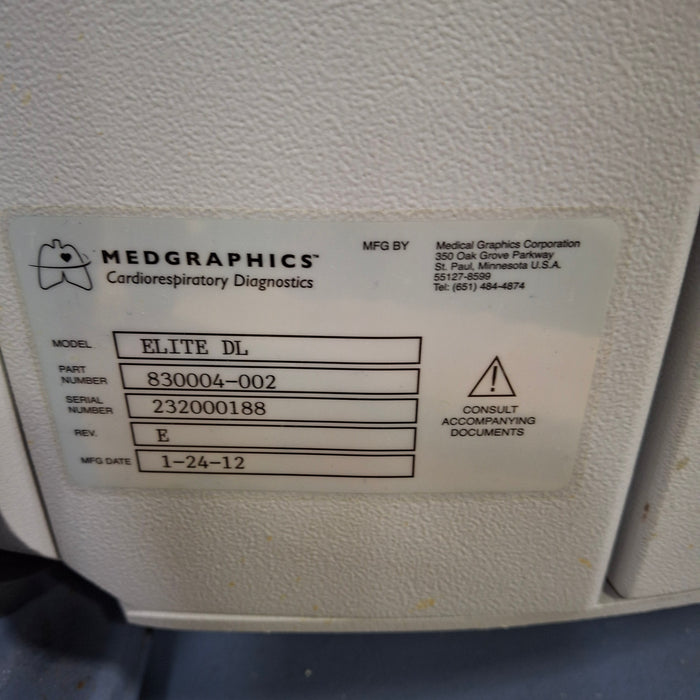 MEDGRAPHICS™
Cardiorespiratory Diagnostics
MFG BY
Medical Graphics Corporation
350 Oak Grove Parkway
St. Paul, Minnesota U.S.A.
55127-8599
Tel: (651) 484-4874
MODEL ELITE DL
PART NUMBER 830004-002
SERIAL NUMBER 232000188
REV. E
MFG DATE 1-24-12
CONSULT
ACCOMPANYING
DOCUMENTS